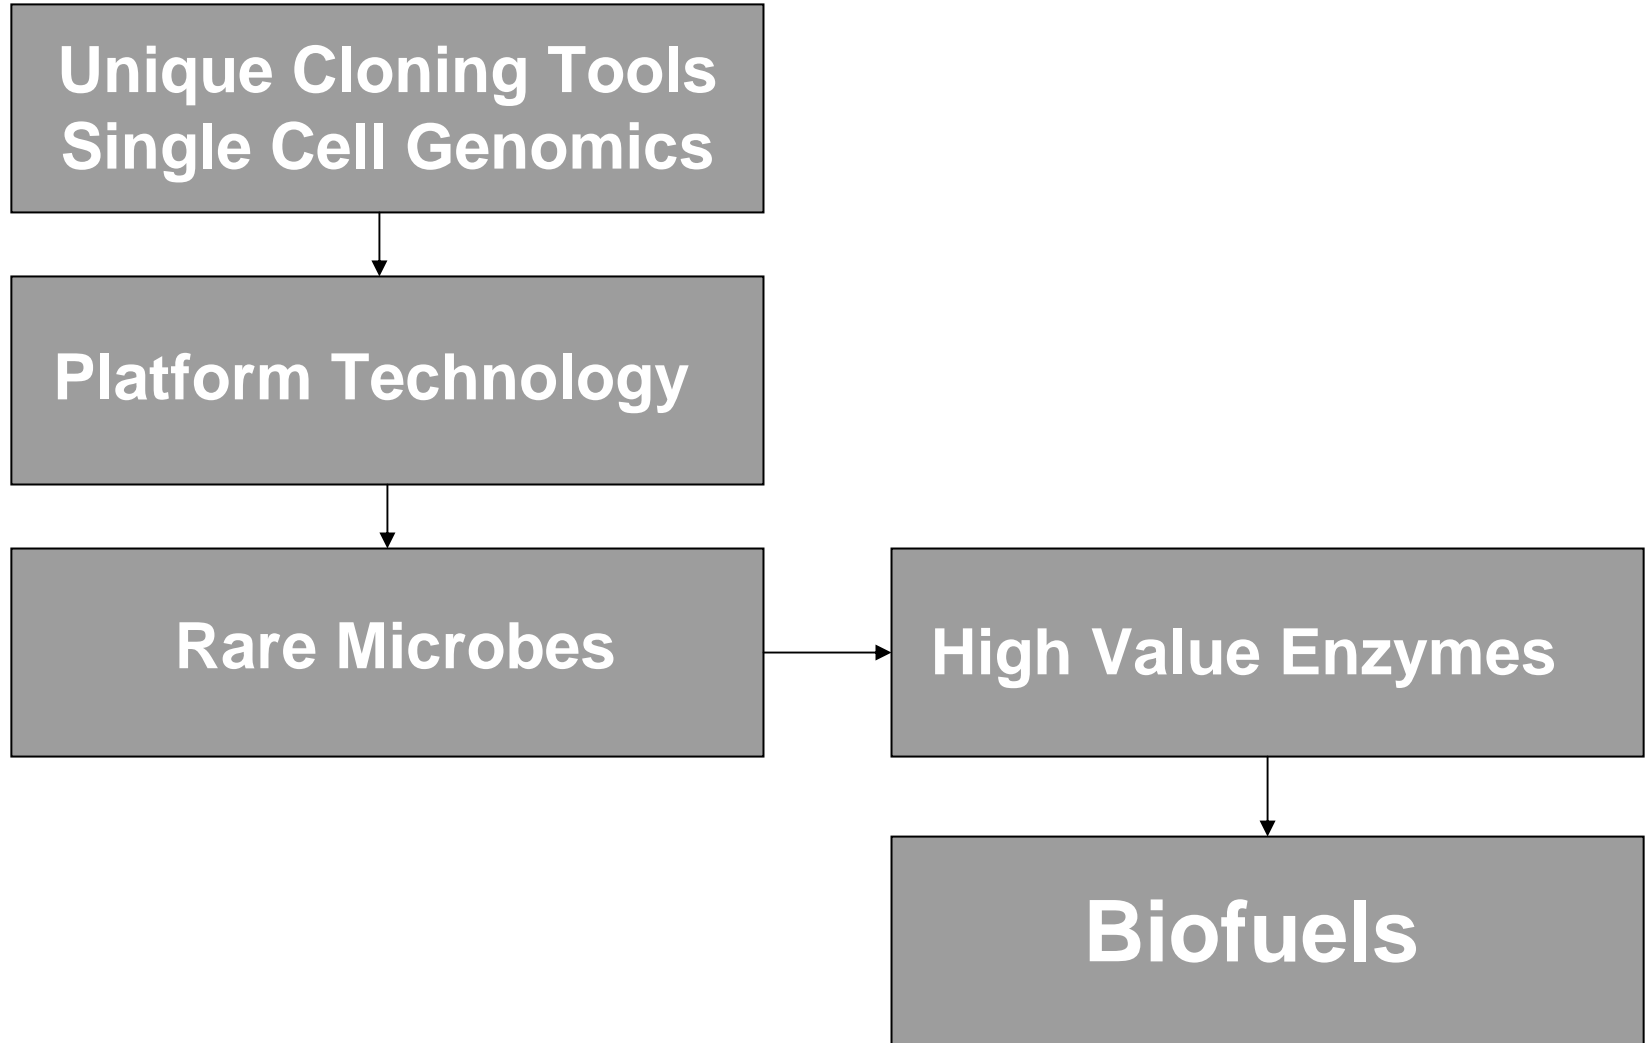 Unique Cloning Tools
Single Cell Genomics
Platform Technology
Rare Microbes
High Value Enzymes
Biofuels